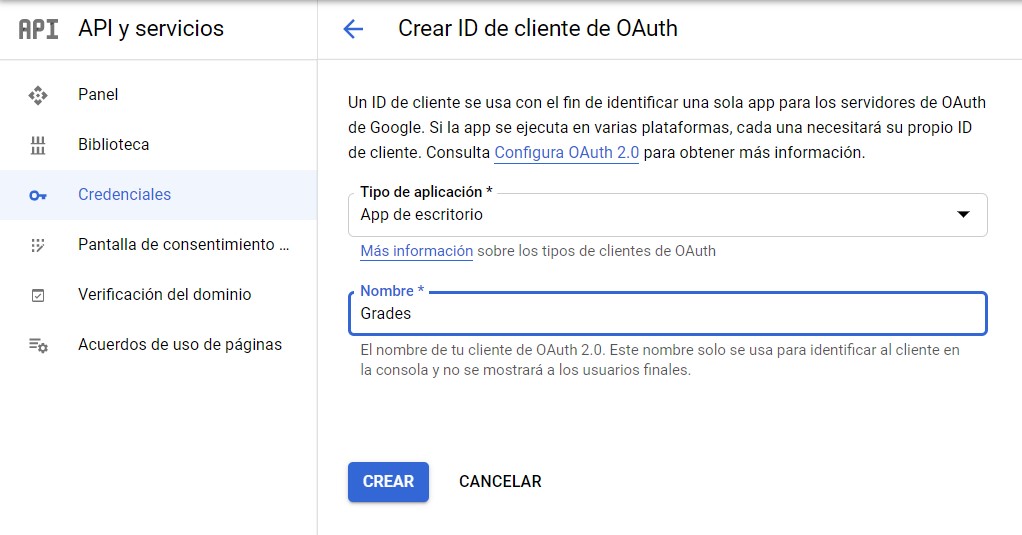 API API y servicios
Panel
Biblioteca
Credenciales
Pantalla de consentimiento ...
Verificación del dominio
Acuerdos de uso de páginas
Crear ID de cliente de OAuth
Un ID de cliente se usa con el fin de identificar una sola app para los servidores de OAuth
de Google. Si la app se ejecuta en varias plataformas, cada una necesitará su propio ID
de cliente. Consulta Configura OAuth 2.0 para obtener más información.
Tipo de aplicación *
App de escritorio
Más información sobre los tipos de clientes de OAuth
Nombre *
Grades
El nombre de tu cliente de OAuth 2.0. Este nombre solo se usa para identificar al cliente en
la consola y no se mostrará a los usuarios finales.
CREAR CANCELAR